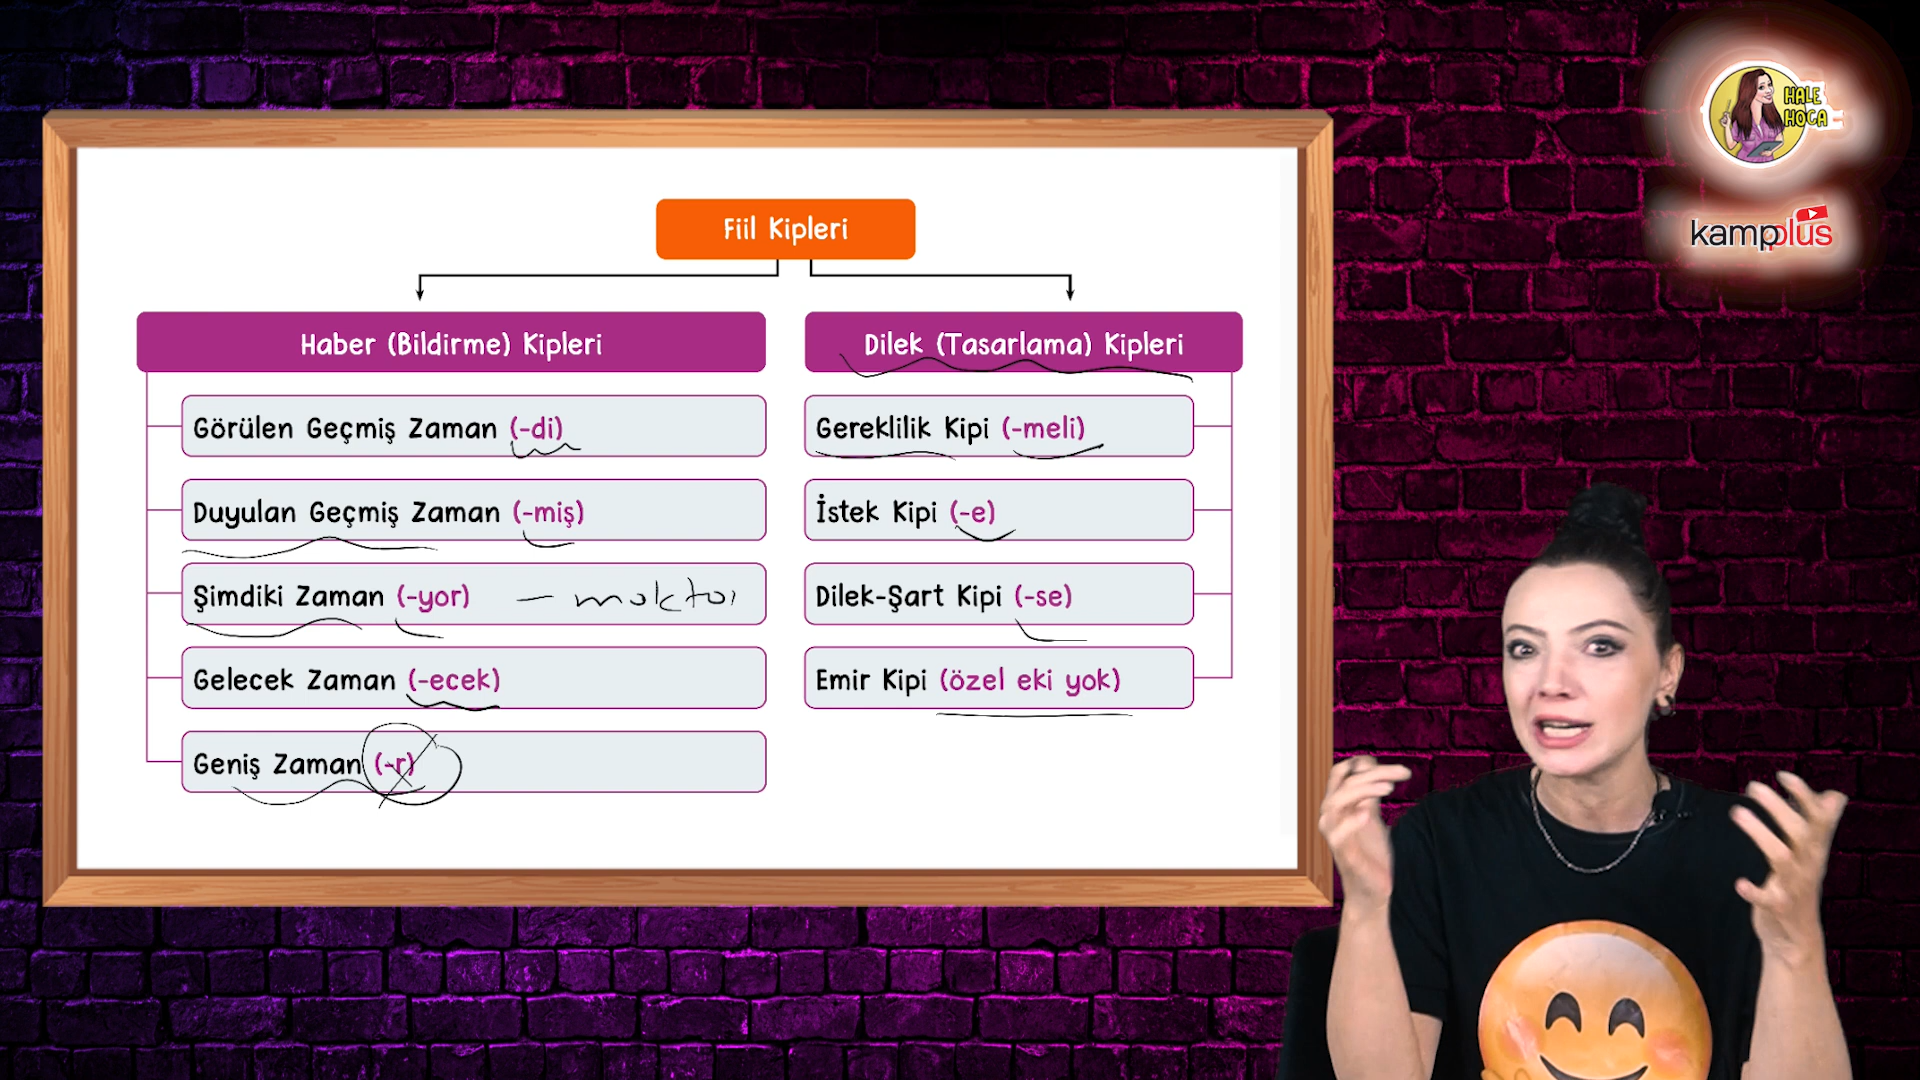 HALE
HOCA
kampplus
Fiil Kipleri
Haber (Bildirme) Kipleri
Görülen Geçmiş Zaman (-di)
Duyulan Geçmiş Zaman (-miş)
Şimdiki Zaman (-yor) - makta
Gelecek Zaman (-ecek)
Geniş Zaman (-r)
Dilek (Tasarlama) Kipleri
Gereklilik Kipi (-meli)
İstek Kipi (-e)
Dilek-Şart Kipi (-se)
Emir Kipi (özel eki yok)